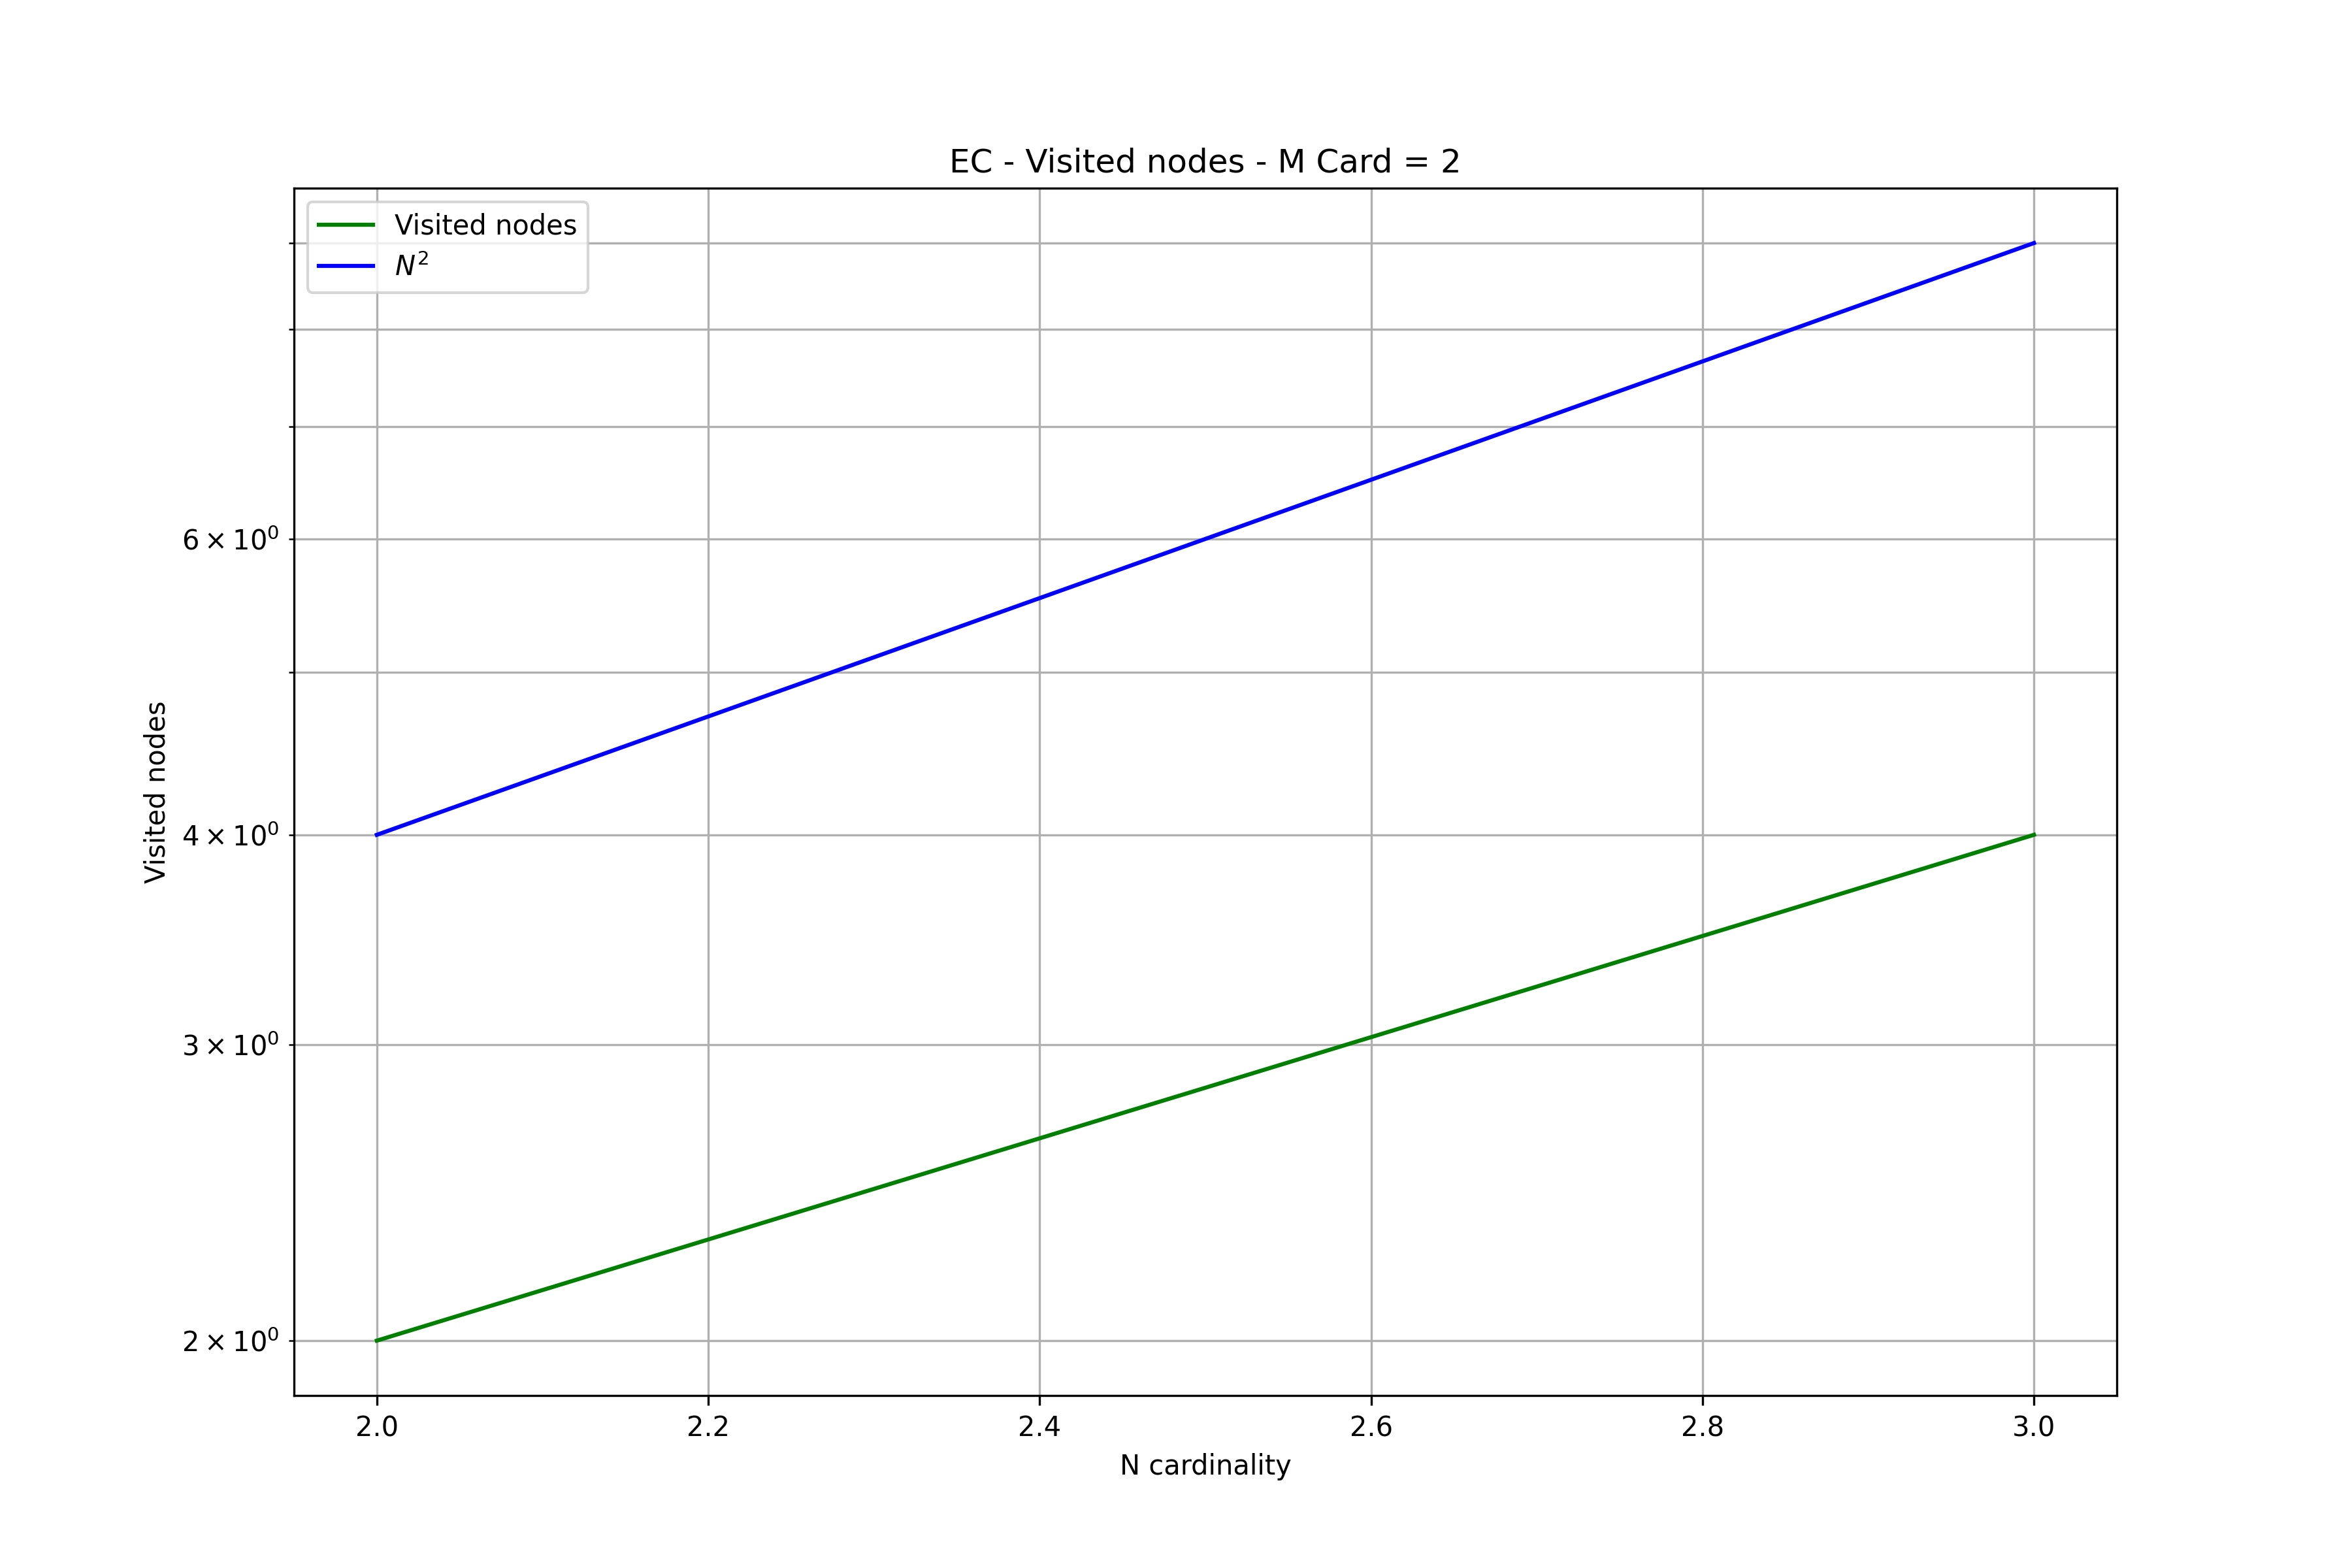 EC - Visited nodes - M Card = 2
Visited nodes
N²
6 × 10⁰
4 × 10⁰
3 × 10⁰
2 × 10⁰
Visited nodes
2.0 2.2 2.4 2.6 2.8 3.0
N cardinality